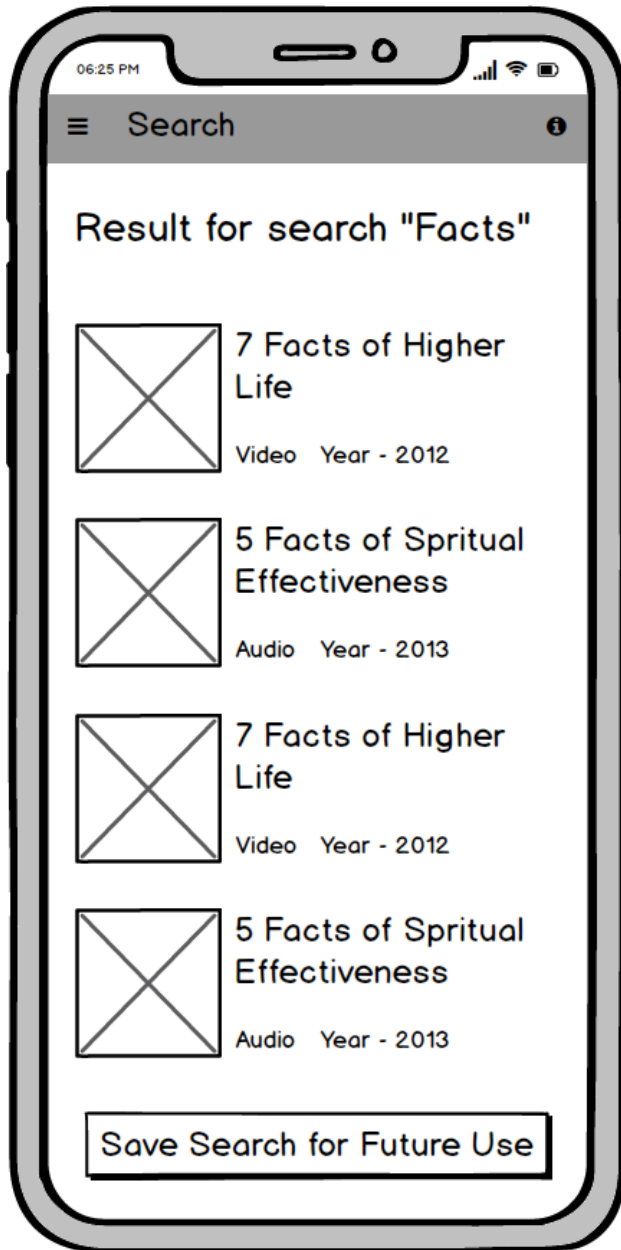 06:25 PM
Search
Result for search "Facts"
7 Facts of Higher
Life
Video Year - 2012
5 Facts of Spritual
Effectiveness
Audio Year - 2013
7 Facts of Higher
Life
Video Year - 2012
5 Facts of Spritual
Effectiveness
Audio Year - 2013
Save Search for Future Use